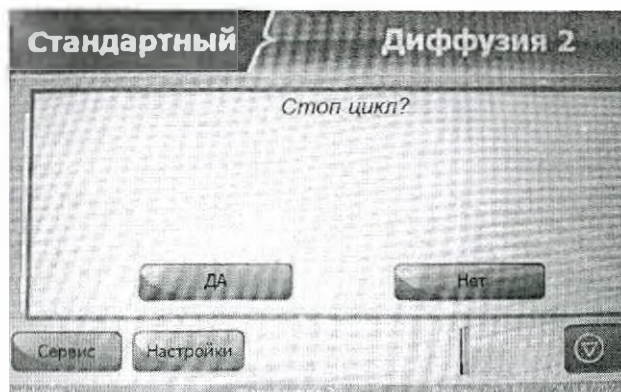 Стандартный Диффузия 2
Стоп цикл?
ДА Нет
Сервис Настройки